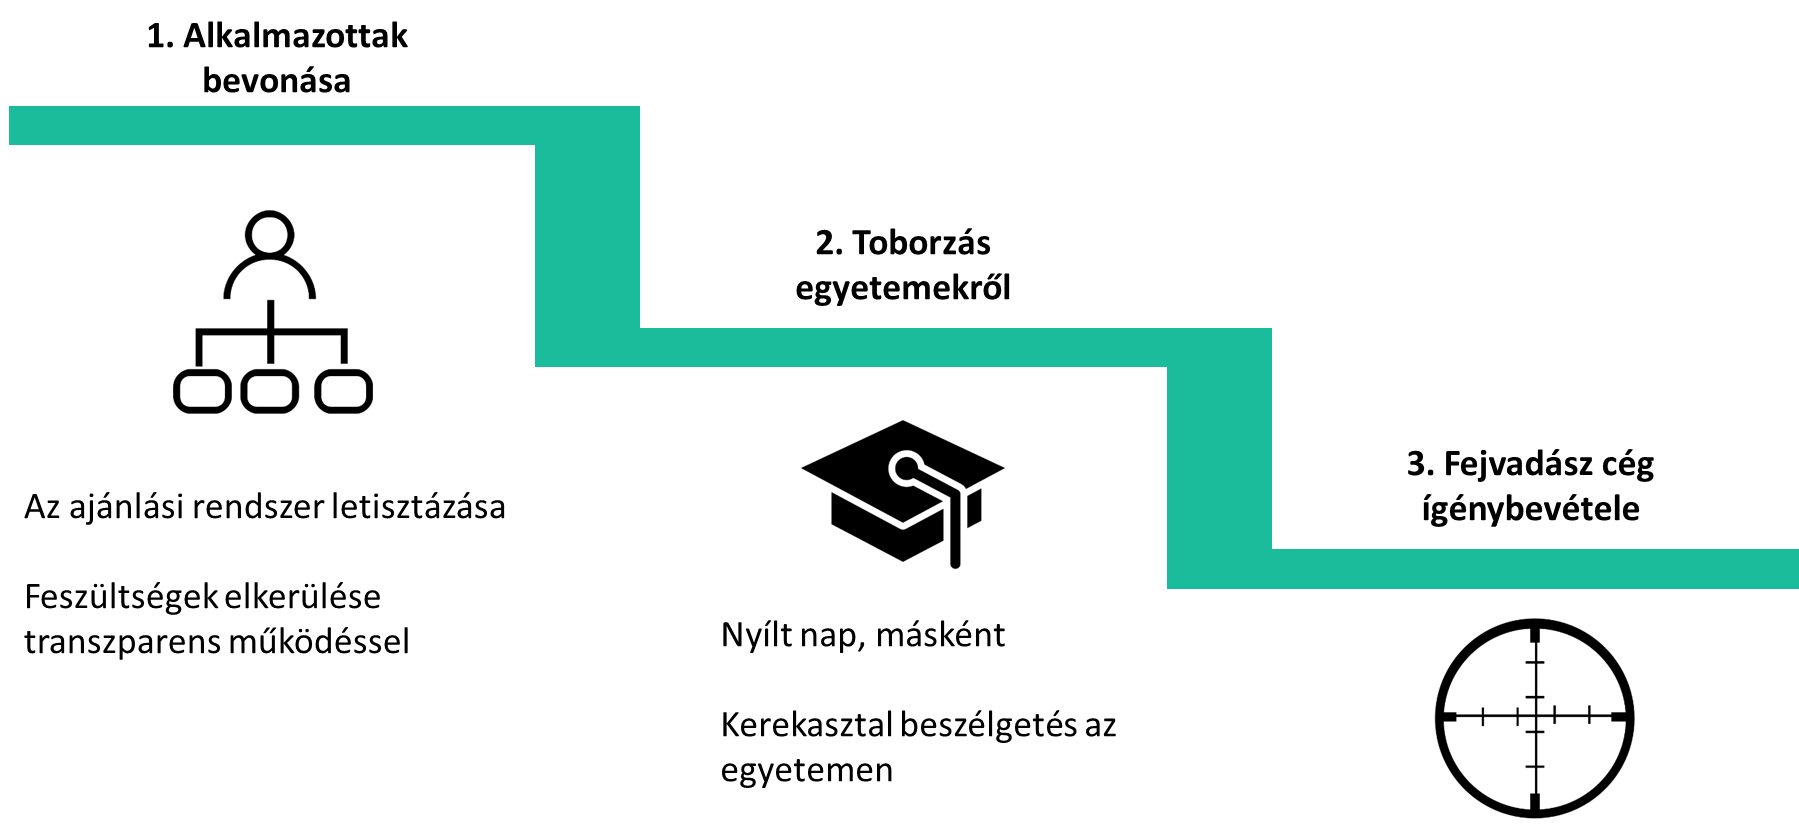 1. Alkalmazottak
bevonása
Az ajánlási rendszer letisztázása
Feszültségek elkerülése
transzparens működéssel
2. Toborzás
egyetemekről
Nyílt nap, másként
Kerekasztal beszélgetés az
egyetemen
3. Fejvadász cég
ígénybevétele